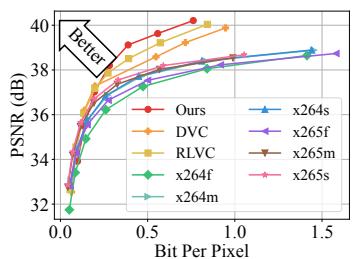 40
38
36
34
32
PSNR (dB)
Better
Ours
DVC
RLVC
x264f
x264m
x264s
x265f
x265m
x265s
0.0
0.5
1.0
1.5
Bit Per Pixel